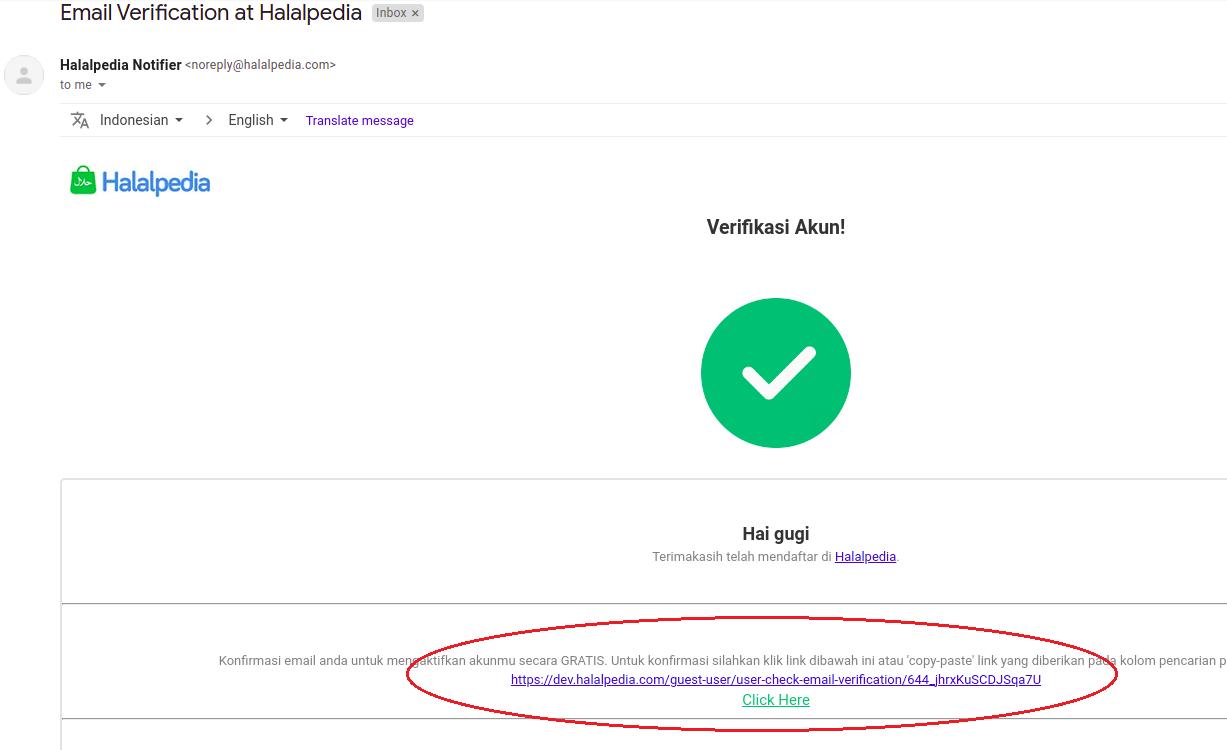 Email Verification at Halalpedia Inbox ×
Halalpedia Notifier <noreply@halalpedia.com>
to me
Indonesian > English Translate message
حلال Halalpedia
Verifikasi Akun!
Hai gugi
Terimakasih telah mendaftar di Halalpedia.
Konfirmasi email anda untuk mengaktifkan akunmu secara GRATIS. Untuk konfirmasi silahkan klik link dibawah ini atau 'copy-paste' link yang diberikan pada kolom pencarian p
https://dev.halalpedia.com/guest-user/user-check-email-verification/644_jhrxKuSCDJSqa7U
Click Here